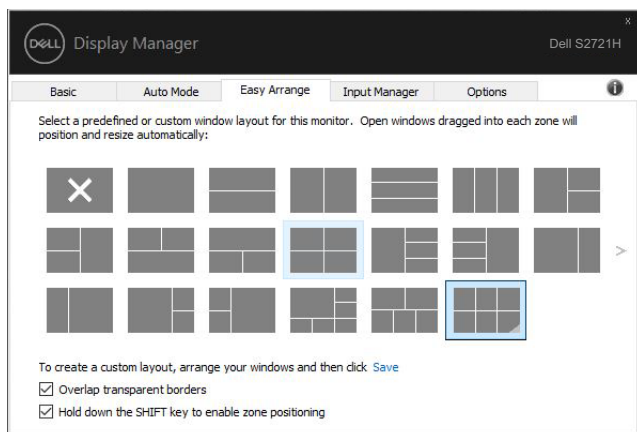 x
DELL Display Manager Dell S2721H
Basic Auto Mode Easy Arrange Input Manager Options
Select a predefined or custom window layout for this monitor. Open windows dragged into each zone will
position and resize automatically:
To create a custom layout, arrange your windows and then click Save
Overlap transparent borders
Hold down the SHIFT key to enable zone positioning